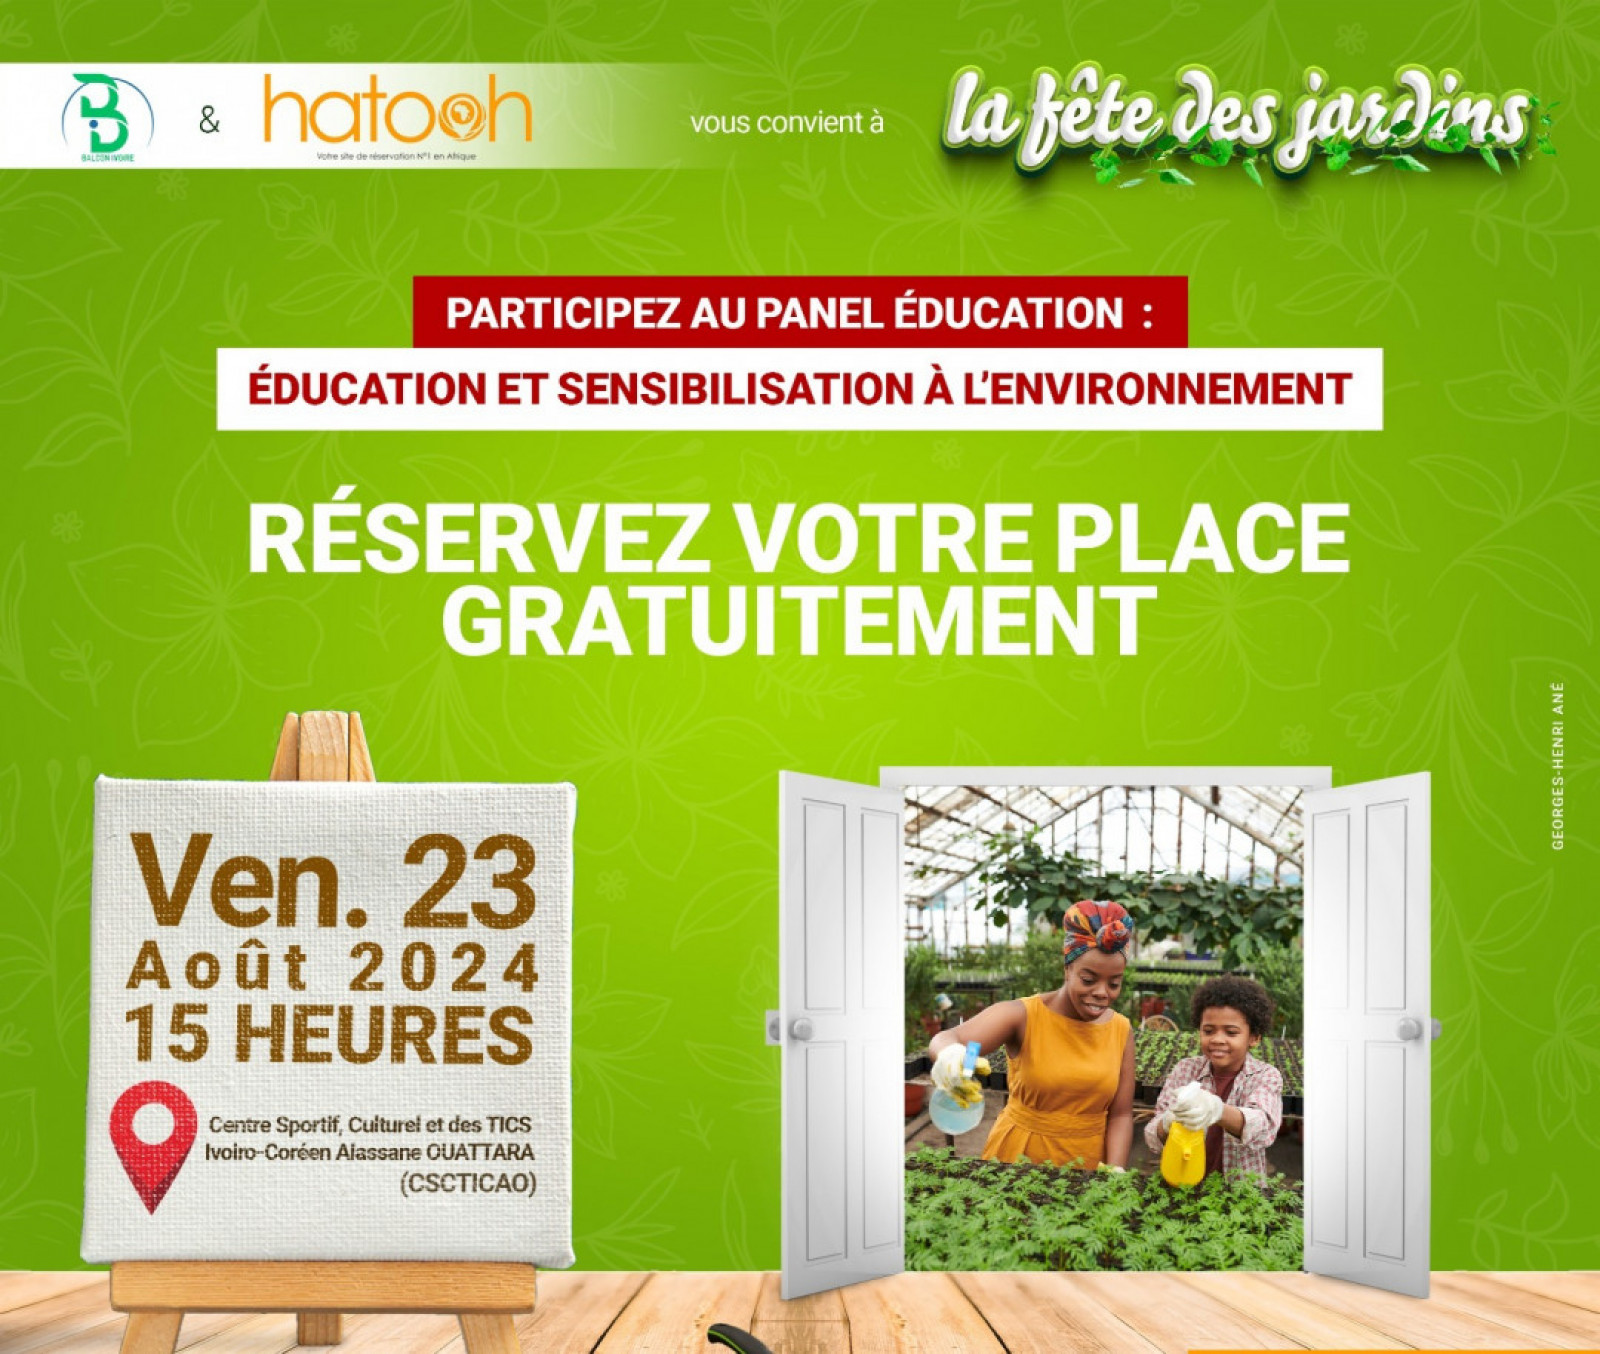 BALCON IVOIRE
&
hatooh
Votre site de réservation N°1 en Afrique
vous convient à
la fête des jardins
PARTICIPEZ AU PANEL ÉDUCATION :
ÉDUCATION ET SENSIBILISATION À L'ENVIRONNEMENT
RÉSERVEZ VOTRE PLACE
GRATUITEMENT
Ven. 23
Août 2024
15 HEURES
Centre Sportif, Culturel et des TICS
Ivoiro-Coréen Alassane OUATTARA
(CSCTICAO)
GEORGES-HENRI ANÉ